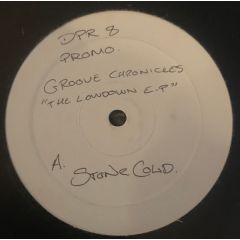 DPR 8
PROMO.
GROOVE CHRONICLES
"THE LOWDOWN E.P"
A. STONE COLD.